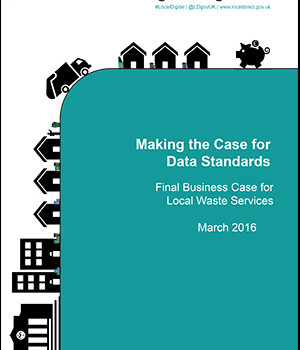 #LocalDigital | @LDgovUK | www.localdirect.gov.uk
Making the Case for
Data Standards
Final Business Case for
Local Waste Services
March 2016